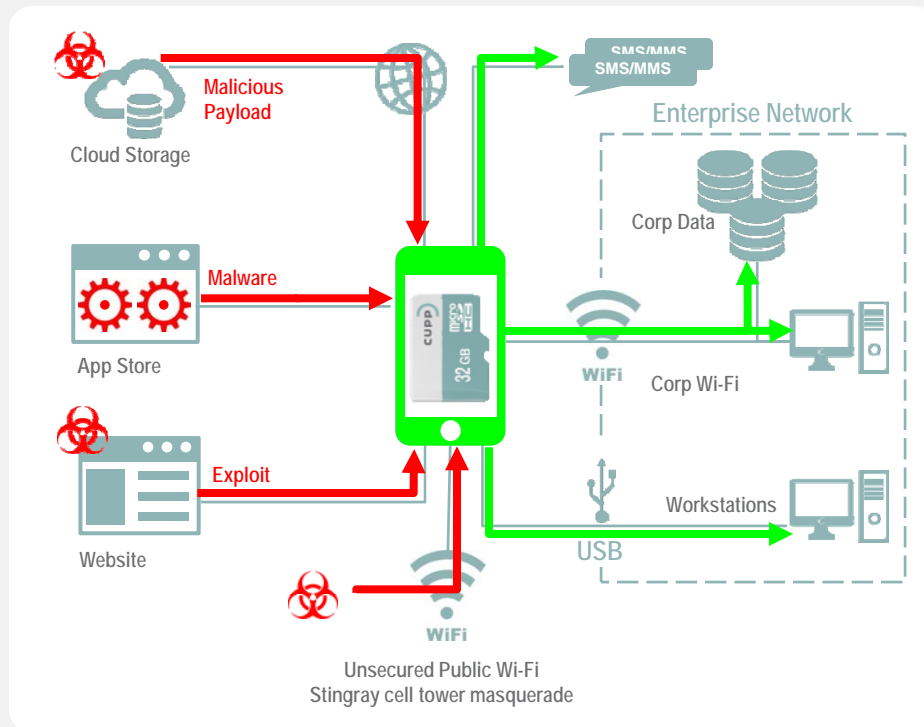 SMS/MMS
SMS/MMS
Malicious
Payload
Cloud Storage
Enterprise Network
Corp Data
Malware
App Store
CUPP
micro
32 GB
WiFi
Corp Wi-Fi
Exploit
Website
Workstations
USB
WiFi
Unsecured Public Wi-Fi
Stingray cell tower masquerade